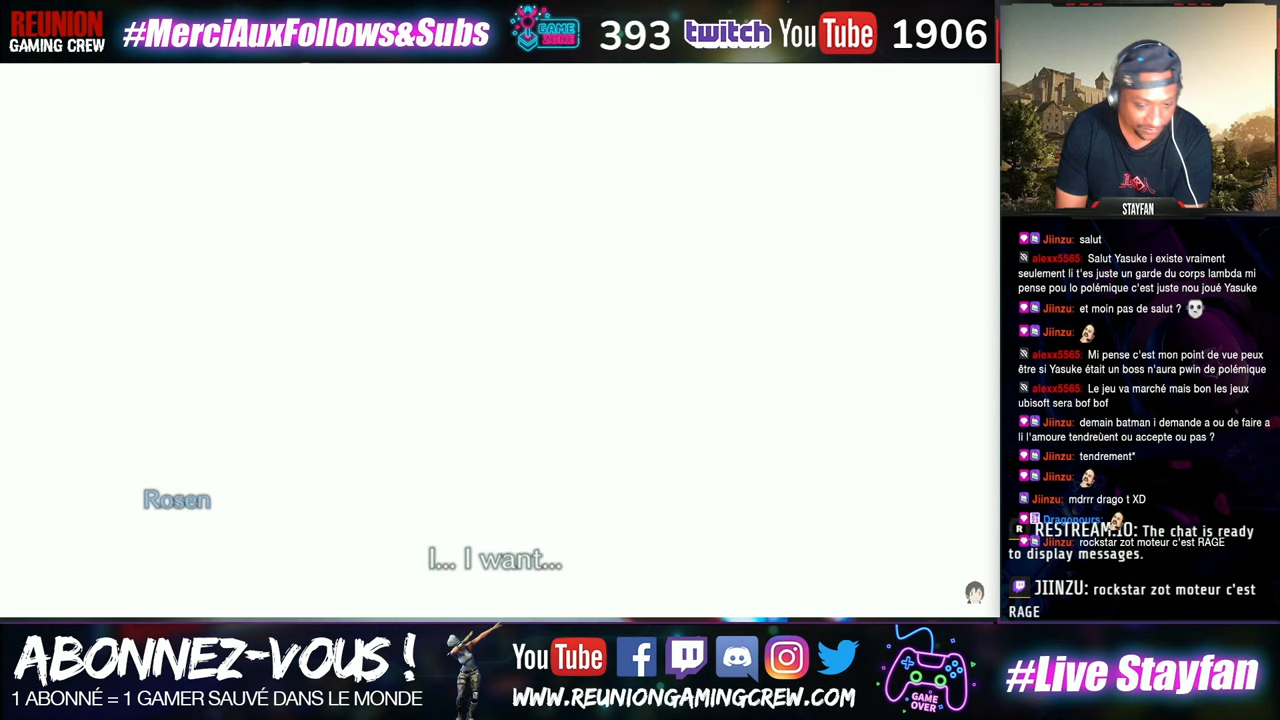 REUNION
GAMING CREW
#MerciAuxFollows&Subs
GAME
ZONE
393
twitch
YouTube
1906
STAYFAN
Jiinzu: salut
alexx5565: Salut Yasuke i existe vraiment
seulement li t'es juste un garde du corps lambda mi
pense pou lo polémique c'est juste nou joué Yasuke
Jiinzu: et moin pas de salut ?
Jiinzu:
alexx5565: Mi pense c'est mon point de vue peux
être si Yasuke était un boss n'aura pwin de polémique
alexx5565: Le jeu va marché mais bon les jeux
ubisoft sera bof bof
Jiinzu: demain batman i demande a ou de faire a
li l'amoure tendreùent ou accepte ou pas ?
Jiinzu: tendrement*
Jiinzu:
Jiinzu: mdrrr drago t XD
Dragonours:
RESTREAM.IO: The chat is ready
to display messages.
Jiinzu: rockstar zot moteur c'est RAGE
JIINZU: rockstar zot moteur c'est
RAGE
Rosen
I... I want...
ABONNEZ-VOUS !
1 ABONNÉ = 1 GAMER SAUVÉ DANS LE MONDE
YouTube
WWW.REUNIONGAMINGCREW.COM
GAME
OVER
#Live Stayfan